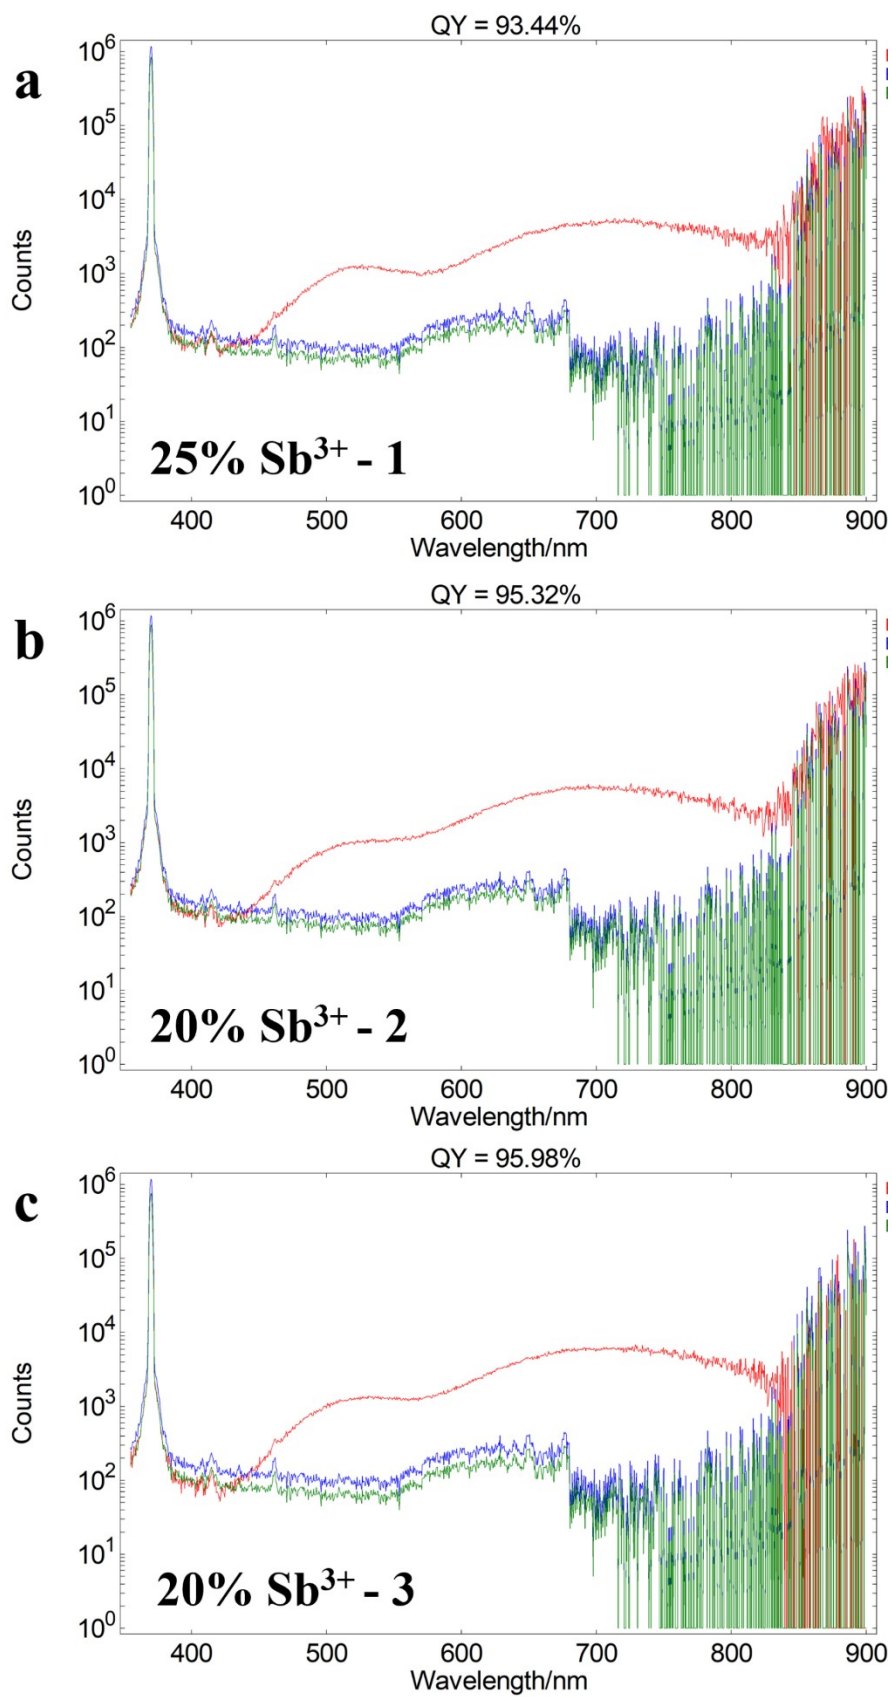 QY = 93.44%
a
10⁶
10⁵
10⁴
10³
10²
10¹
10⁰
Counts
25% Sb³⁺ - 1
400 500 600 700 800 900
Wavelength/nm
QY = 95.32%
b
10⁶
10⁵
10⁴
10³
10²
10¹
10⁰
Counts
20% Sb³⁺ - 2
400 500 600 700 800 900
Wavelength/nm
QY = 95.98%
c
10⁶
10⁵
10⁴
10³
10²
10¹
10⁰
Counts
20% Sb³⁺ - 3
400 500 600 700 800 900
Wavelength/nm